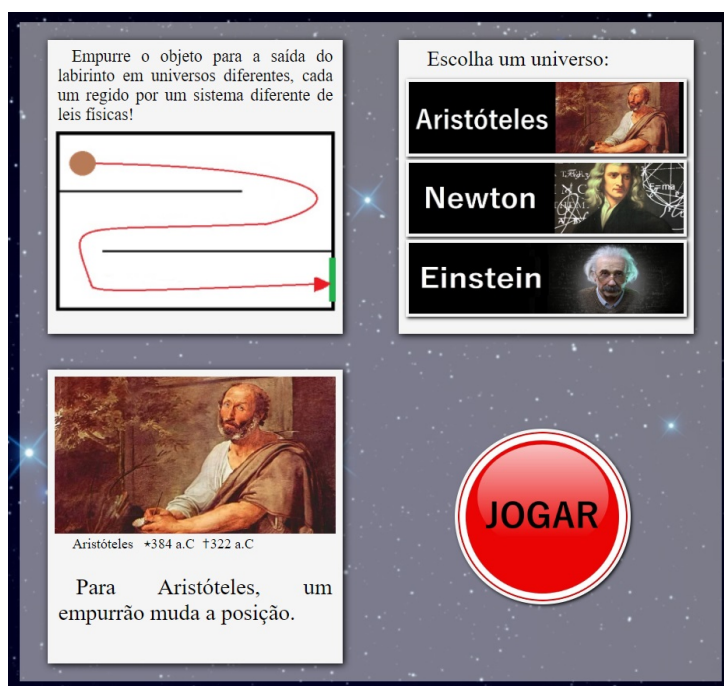 Empurre o objeto para a saída do
labirinto em universos diferentes, cada
um regido por um sistema diferente de
leis físicas!
Escolha um universo:
Aristóteles
Newton
E=ma
Einstein
Aristóteles ⋆384 a.C †322 a.C
Para Aristóteles, um
empurrão muda a posição.
JOGAR